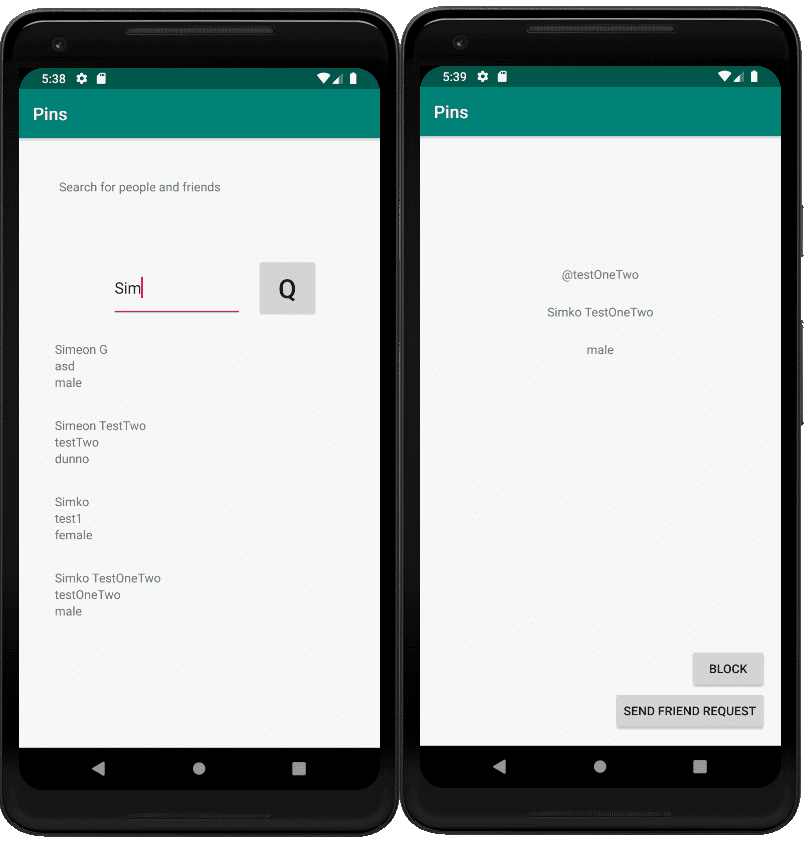 5:38
Pins
Search for people and friends
Sim
Q
Simeon G
asd
male
Simeon TestTwo
testTwo
dunno
Simko
test1
female
Simko TestOneTwo
testOneTwo
male
5:39
Pins
@testOneTwo
Simko TestOneTwo
male
BLOCK
SEND FRIEND REQUEST